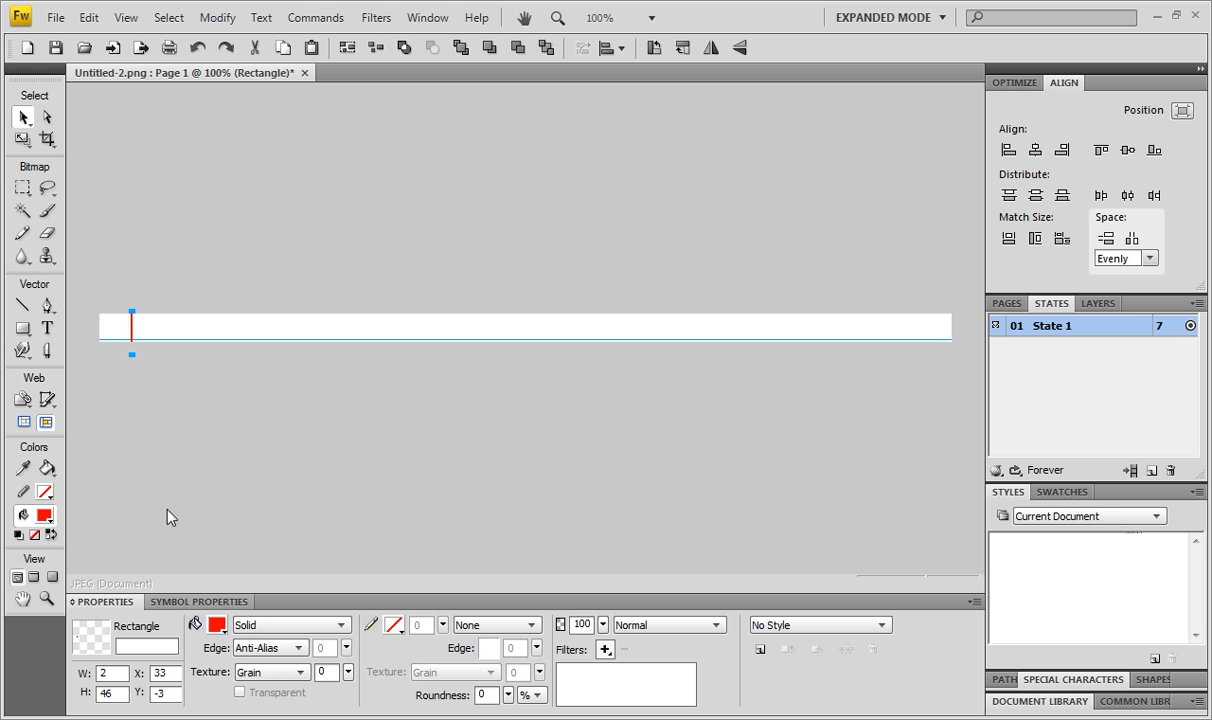 Fw File Edit View Select Modify Text Commands Filters Window Help 100% EXPANDED MODE
Untitled-2.png : Page 1 @ 100% (Rectangle)*
Select
Bitmap
Vector
T
Web
Colors
View
OPTIMIZE ALIGN
Position
Align:
Distribute:
Match Size: Space:
Evenly
PAGES STATES LAYERS
01 State 1 7
Forever
STYLES SWATCHES
Current Document
PATH SPECIAL CHARACTERS SHAPES
DOCUMENT LIBRARY COMMON LIBR
JPEG (Document)
PROPERTIES SYMBOL PROPERTIES
Rectangle Solid 0 None 100 Normal No Style
Edge: Anti-Alias 0 Edge: 0 Filters:
W: 2 X: 33 Texture: Grain 0 Texture: Grain 0
H: 46 Y: -3 Transparent Roundness: 0 %